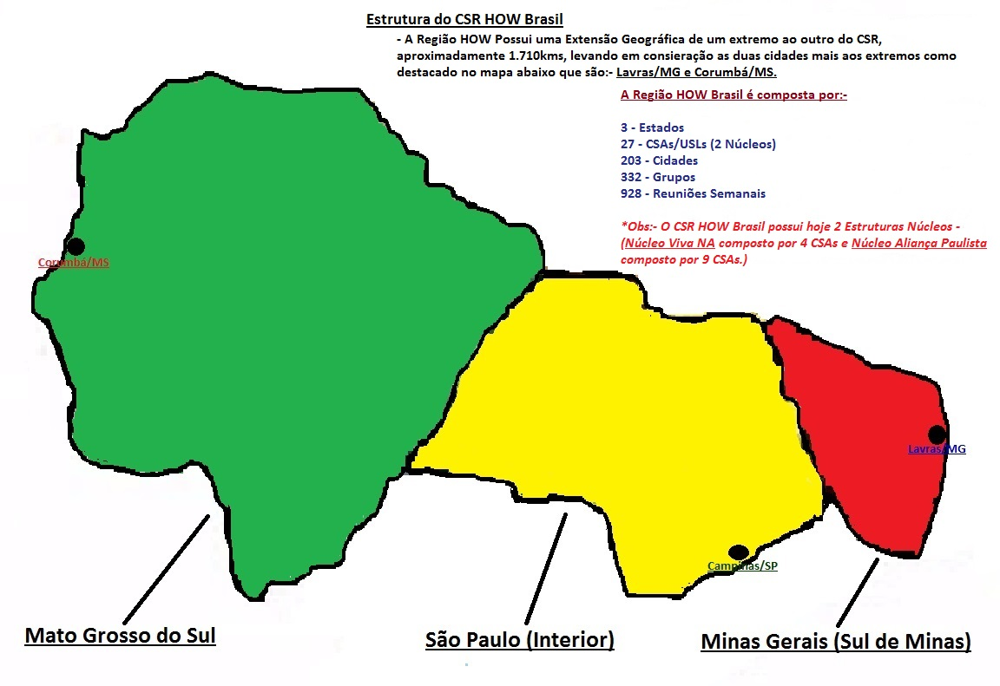 Estrutura do CSR HOW Brasil
- A Região HOW Possui uma Extensão Geográfica de um extremo ao outro do CSR,
aproximadamente 1.710kms, levando em consieração as duas cidades mais aos extremos como
destacado no mapa abaixo que são:- Lavras/MG e Corumbá/MS.
A Região HOW Brasil é composta por:-
3 - Estados
27 - CSAs/USLs (2 Núcleos)
203 - Cidades
332 - Grupos
928 - Reuniões Semanais
*Obs:- O CSR HOW Brasil possui hoje 2 Estruturas Núcleos -
(Núcleo Viva NA composto por 4 CSAs e Núcleo Aliança Paulista
composto por 9 CSAs.)
Corumbá/MS
Lavras/MG
Campinas/SP
Mato Grosso do Sul
São Paulo (Interior)
Minas Gerais (Sul de Minas)